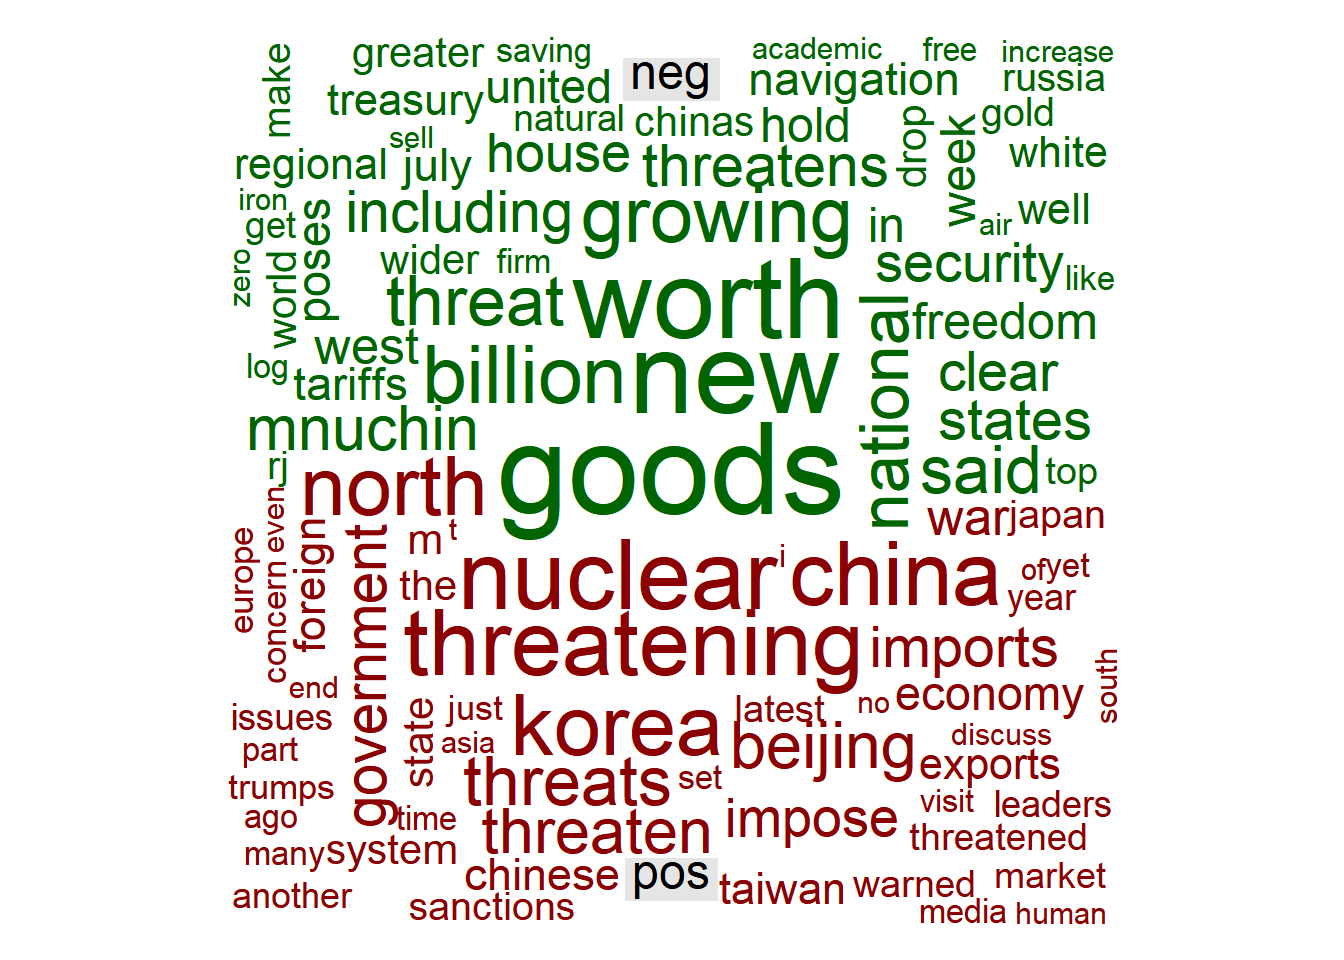 make
greater
saving
neg
academic
free
increase
treasury
united
navigation
russia
natural
chinas
hold
drop
week
gold
sell
regional
july
house
threatens
white
iron
get
poses
including
growing
in
air
well
zero
world
wider
firm
security
like
threat
worth
national
freedom
west
log
tariffs
billion
new
clear
states
mnuchin
goods
said
top
rj
north
war
japan
europe
concern
even
foreign
government
m
t
the
nuclear
i
china
of
yet
year
threatening
imports
end
south
issues
state
just
korea
latest
no
economy
part
asia
beijing
discuss
trumps
threats
set
exports
ago
time
threaten
impose
visit
leaders
threatened
many
system
chinese
pos
taiwan
warned
market
another
sanctions
media
human